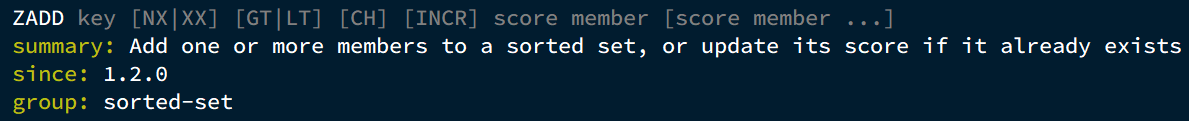 ZADD key [NX|XX] [GT|LT] [CH] [INCR] score member [score member ...]
summary: Add one or more members to a sorted set, or update its score if it already exists
since: 1.2.0
group: sorted-set